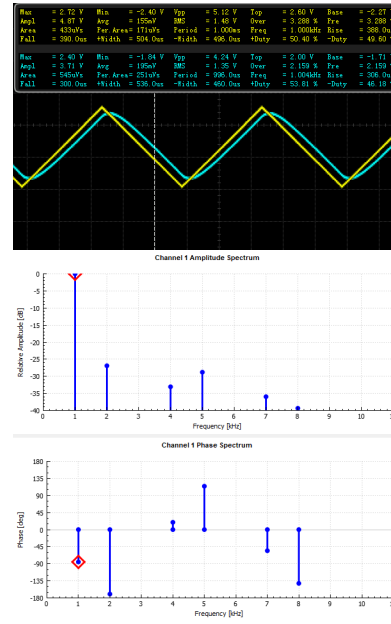 Max = 2.72 V Min = -2.40 V Vpp = 5.12 V Top = 2.60 V Base = -2.27
Ampl = 4.87 V Avg = 155mV RMS = 1.48 V Over = 3.288 % Pre = 3.288
Area = 433uVs Per.Area= 171uVs Period = 1.000ms Freq = 1.000kHz Rise = 388.0u
Fall = 390.0us +Width = 504.0us -Width = 496.0us +Duty = 50.40 % -Duty = 49.60
Max = 2.40 V Min = -1.84 V Vpp = 4.24 V Top = 2.00 V Base = -1.71
Ampl = 3.71 V Avg = 195mV RMS = 1.35 V Over = 2.159 % Pre = 2.159
Area = 545uVs Per.Area= 251uVs Period = 996.0us Freq = 1.004kHz Rise = 306.0u
Fall = 300.0us +Width = 536.0us -Width = 460.0us +Duty = 53.81 % -Duty = 46.18
Channel 1 Amplitude Spectrum
Relative Amplitude [dB]
0
-5
-10
-15
-20
-25
-30
-35
-40
0 1 2 3 4 5 6 7 8 9 10
Frequency [kHz]
Channel 1 Phase Spectrum
Phase [deg]
180
135
90
45
0
-45
-90
-135
-180
0 1 2 3 4 5 6 7 8 9 10
Frequency [kHz]